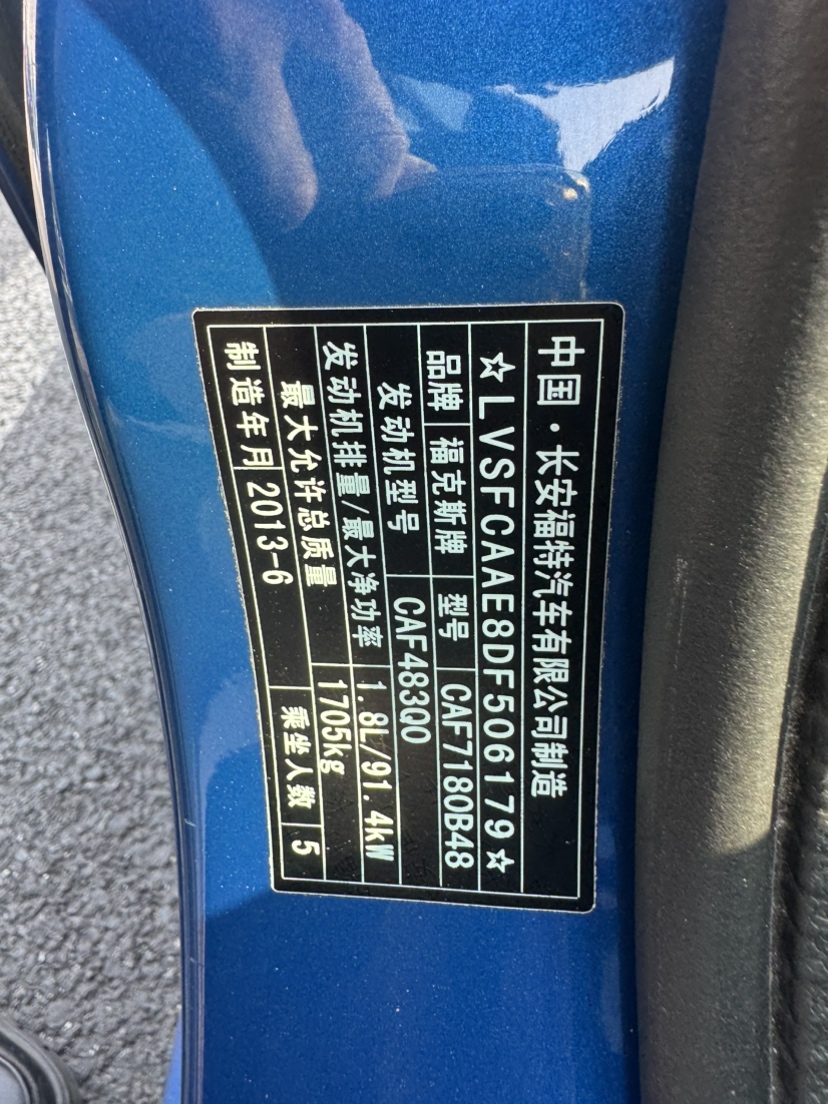 中国·长安福特汽车有限公司制造
☆LVSFCAAE8DF506179☆
品牌 福克斯牌 型号 CAF7180B48
发动机型号 CAF483Q0
发动机排量/最大净功率 1.8L/91.4kW
最大允许总质量 1705kg
制造年月 2013-6 乘坐人数 5